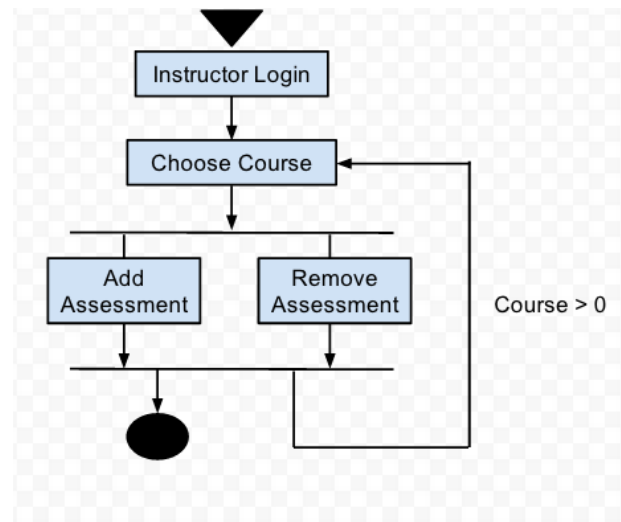 Instructor Login
Choose Course
Add
Assessment
Remove
Assessment
Course > 0